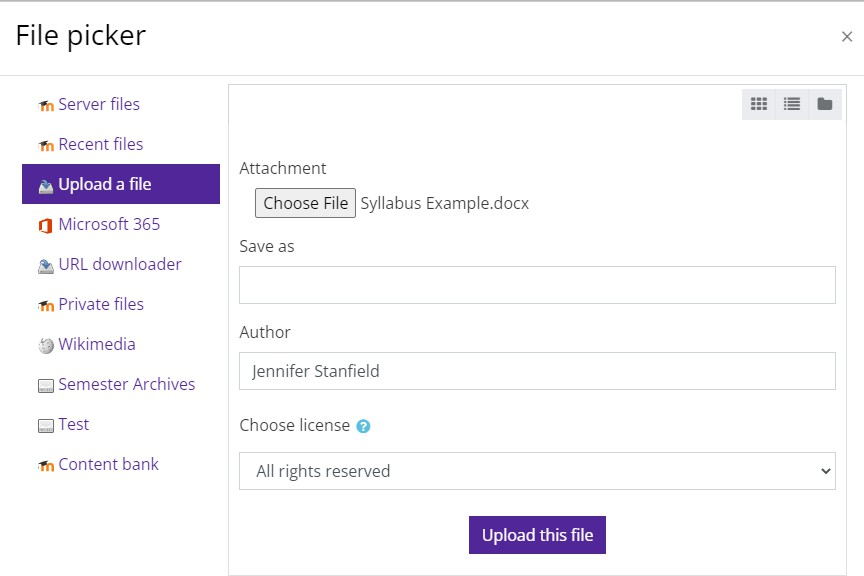 File picker
×
Server files
Recent files
Upload a file
Microsoft 365
URL downloader
Private files
Wikimedia
Semester Archives
Test
Content bank
Attachment
Choose File Syllabus Example.docx
Save as
Author
Jennifer Stanfield
Choose license ?
All rights reserved
Upload this file